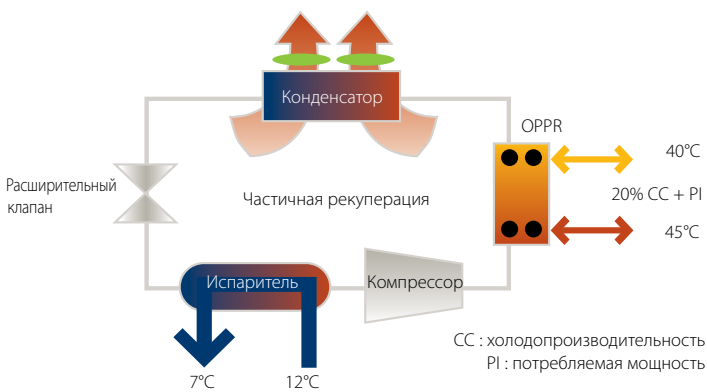 Конденсатор
OPPR
40°C
Расширительный
клапан
Частичная рекуперация
20% CC + PI
45°C
Испаритель
Компрессор
CC : холодопроизводительность
PI : потребляемая мощность
7°C
12°C